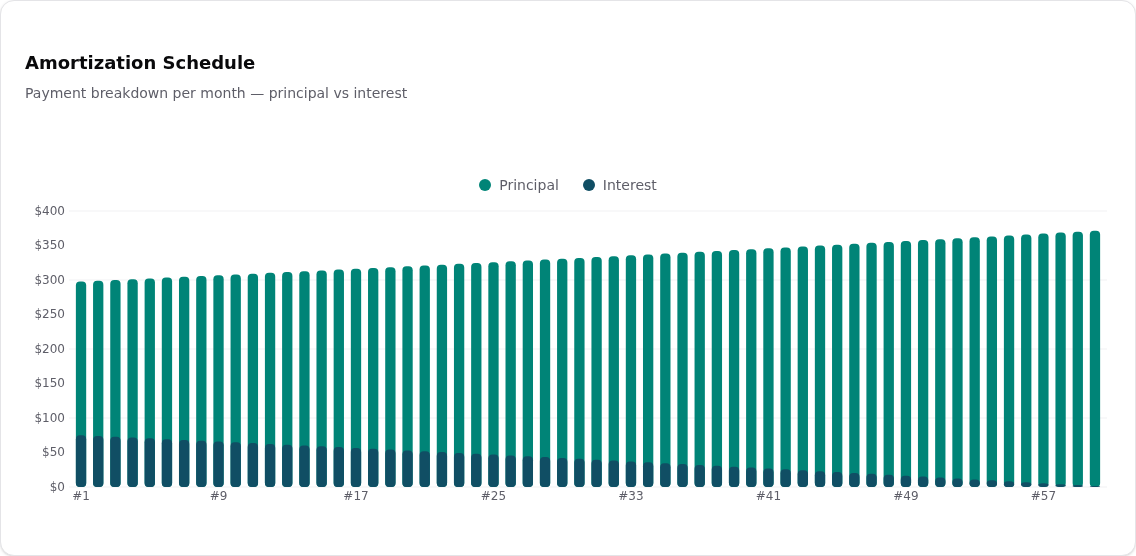 Amortization Schedule
Payment breakdown per month — principal vs interest
Principal Interest
$400
$350
$300
$250
$200
$150
$100
$50
$0
#1 #9 #17 #25 #33 #41 #49 #57